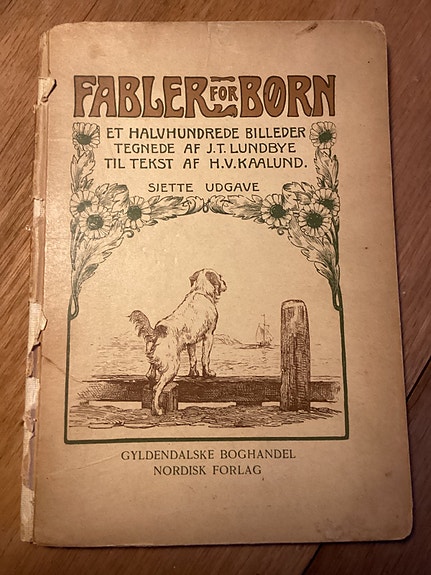 FABLER FOR BØRN
ET HALVHUNDREDE BILLEDER
TEGNEDE AF J.T. LUNDBYE
TIL TEKST AF H.V. KAALUND.
SJETTE UDGAVE
GYLDENDALSKE BOGHANDEL
NORDISK FORLAG